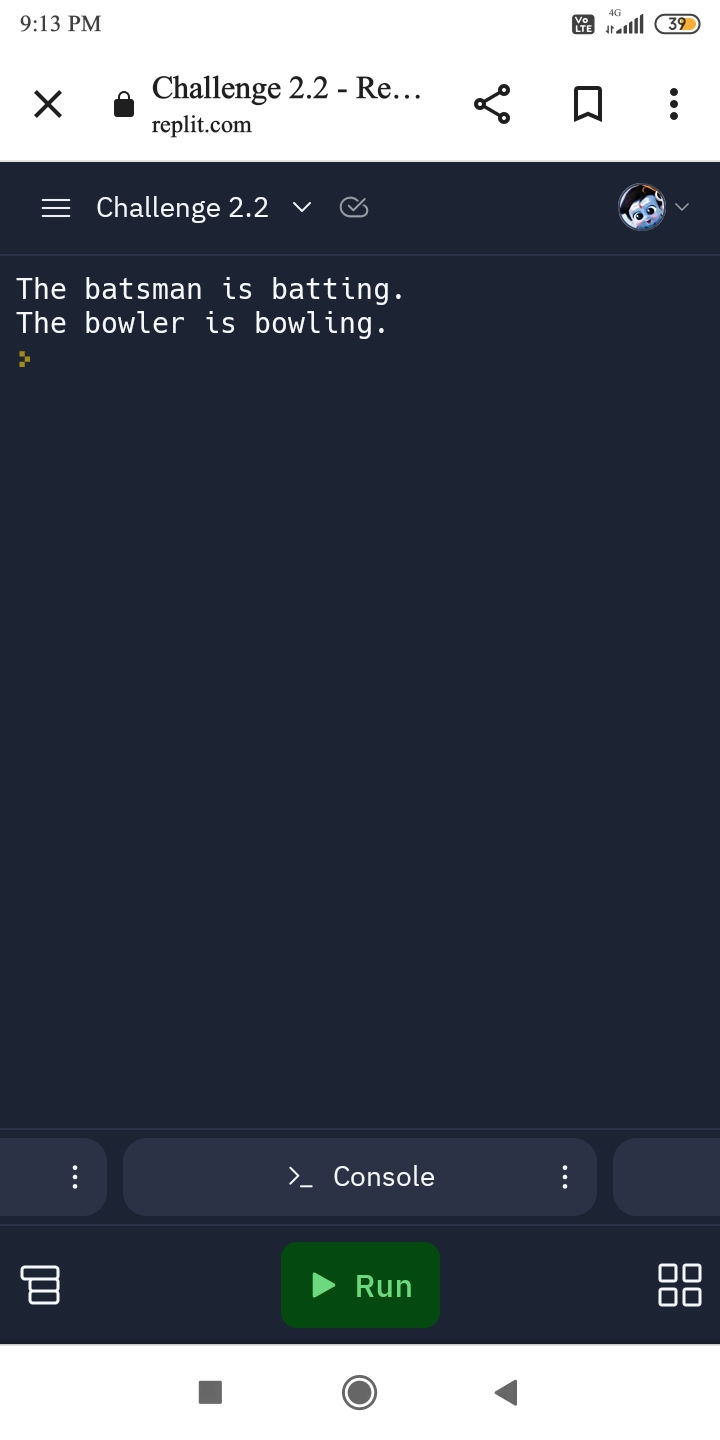 9:13 PM
Vo LTE
4G
39
Challenge 2.2 - Re...
replit.com
Challenge 2.2
The batsman is batting.
The bowler is bowling.
>_ Console
Run